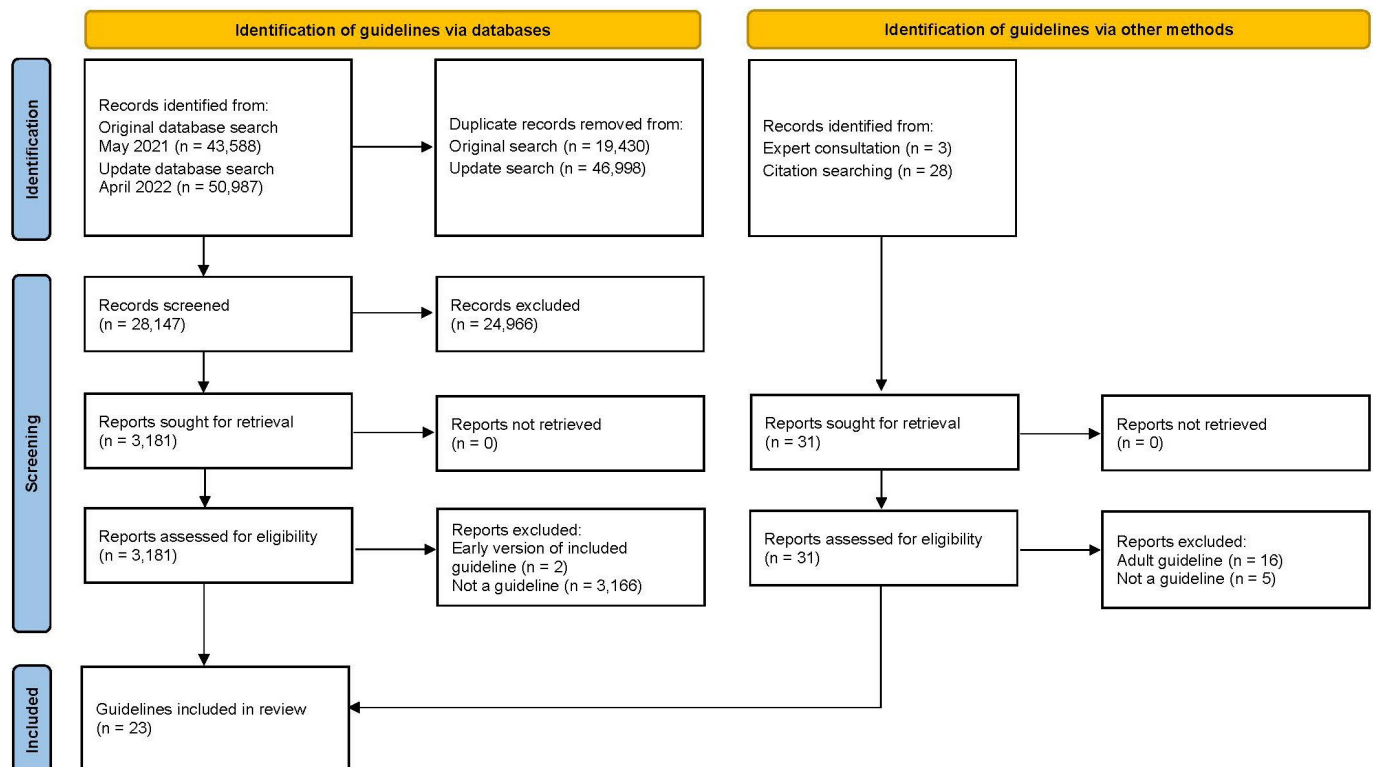 Identification of guidelines via databases
Identification of guidelines via other methods
Identification
Records identified from:
Original database search
May 2021 (n = 43,588)
Update database search
April 2022 (n = 50,987)
Duplicate records removed from:
Original search (n = 19,430)
Update search (n = 46,998)
Records identified from:
Expert consultation (n = 3)
Citation searching (n = 28)
Screening
Records screened
(n = 28,147)
Records excluded
(n = 24,966)
Reports sought for retrieval
(n = 3,181)
Reports not retrieved
(n = 0)
Reports sought for retrieval
(n = 31)
Reports not retrieved
(n = 0)
Reports assessed for eligibility
(n = 3,181)
Reports excluded:
Early version of included
guideline (n = 2)
Not a guideline (n = 3,166)
Reports assessed for eligibility
(n = 31)
Reports excluded:
Adult guideline (n = 16)
Not a guideline (n = 5)
Included
Guidelines included in review
(n = 23)